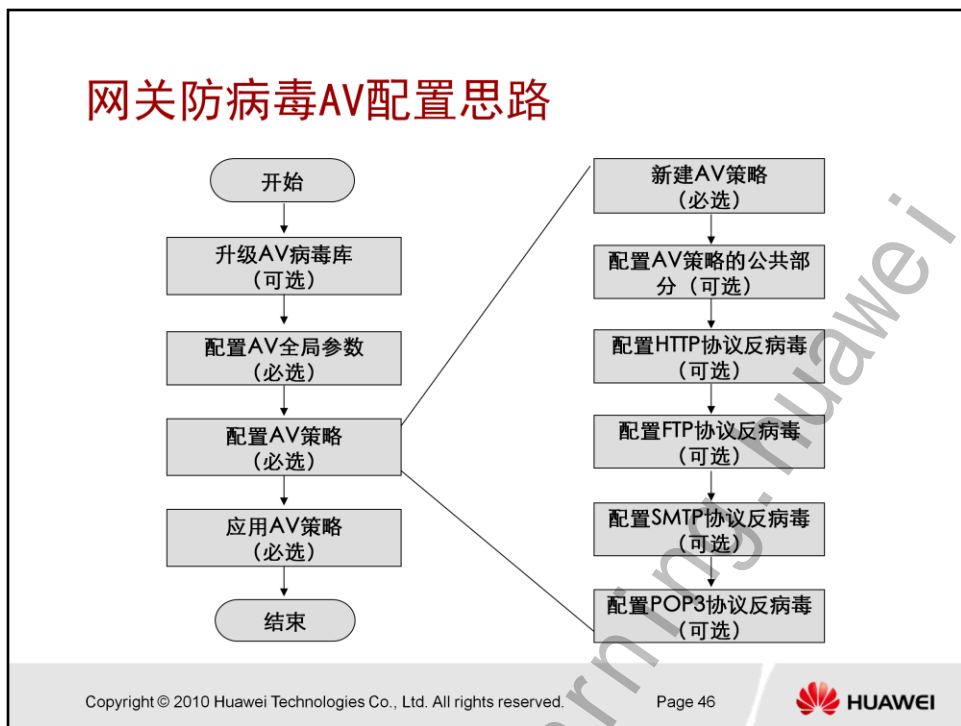 网关防病毒AV配置思路
开始
升级AV病毒库
(可选)
配置AV全局参数
(必选)
配置AV策略
(必选)
应用AV策略
(必选)
结束
新建AV策略
(必选)
配置AV策略的公共部
分（可选）
配置HTTP协议反病毒
(可选)
配置FTP协议反病毒
(可选)
配置SMTP协议反病毒
(可选)
配置POP3协议反病毒
(可选)
rning.huawei
Copyright © 2010 Huawei Technologies Co., Ltd. All rights reserved.
Page 46
HUAWEI